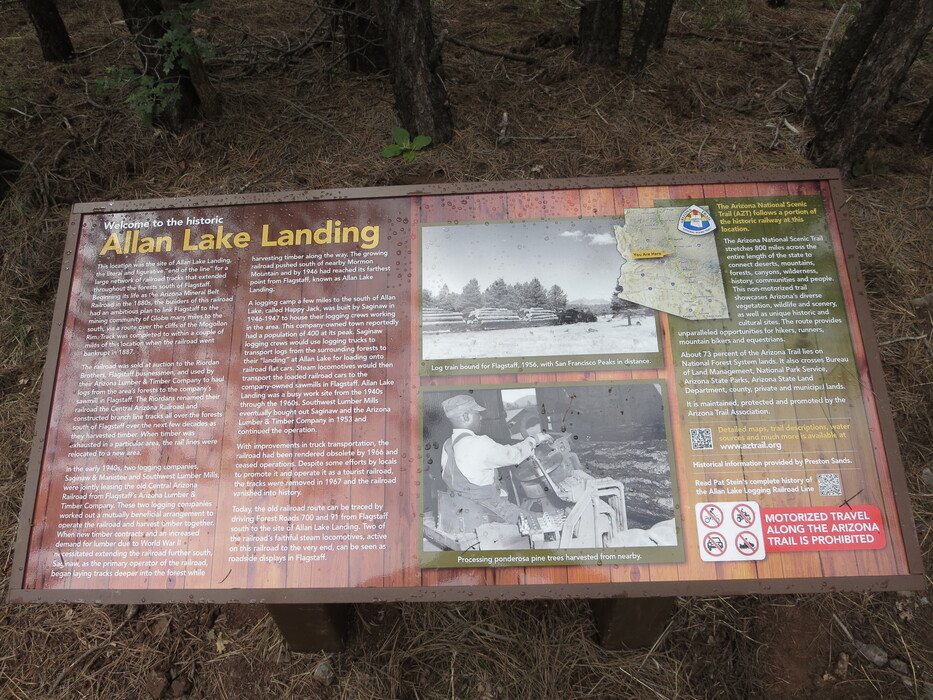 Welcome to the historic
Allan Lake Landing
This location was the site of Allan Lake Landing,
the literal and figurative "end of the line" for a
large network of railroad tracks that extended
throughout the forests south of Flagstaff.
Beginning its life as the Arizona Mineral Belt
Railroad in the 1880s, the builders of this railroad
had an ambitious plan to link Flagstaff to the
mining community of Globe many miles to the
south, via a route over the cliffs of the Mogollon
Rim. Track was completed to within a couple of
miles of this location when the railroad went
bankrupt in 1887.
The railroad was sold at auction to the Riordan
Brothers, Flagstaff businessmen, and used by
their Arizona Lumber & Timber Company to haul
logs from the area's forests to the company's
sawmill in Flagstaff. The Riordans renamed their
railroad the Central Arizona Railroad and
constructed branch line tracks all over the forests
south of Flagstaff over the next few decades as
they harvested timber. When timber was
exhausted in a particular area, the rail lines were
relocated to a new area.
In the early 1940s, two logging companies,
Saginaw & Manistee and Southwest Lumber Mills,
were jointly leasing the old Central Arizona
Railroad from Flagstaff's Arizona Lumber &
Timber Company. These two logging companies
worked out a mutually beneficial arrangement to
operate the railroad and harvest timber together.
When new timber contracts and an increased
demand for lumber due to World War II
necessitated extending the railroad further south,
Saginaw, as the primary operator of the railroad,
began laying tracks deeper into the forest while
harvesting timber along the way. The growing
railroad pushed south of nearby Mormon
Mountain and by 1946 had reached its farthest
point from Flagstaff, known as Allan Lake
Landing.
A logging camp a few miles to the south of Allan
Lake, called Happy Jack, was built by Saginaw in
1946-1947 to house their logging crews working
in the area. This company-owned town reportedly
had a population of 400 at its peak. Saginaw
logging crews would use logging trucks to
transport logs from the surrounding forests to
their "landing" at Allan Lake for loading onto
railroad flat cars. Steam locomotives would then
transport the loaded railroad cars to the
company-owned sawmills in Flagstaff. Allan Lake
Landing was a busy work site from the 1940s
through the 1960s. Southwest Lumber Mills
eventually bought out Saginaw and the Arizona
Lumber & Timber Company in 1953 and
continued the operation.
With improvements in truck transportation, the
railroad had been rendered obsolete by 1966 and
ceased operations. Despite some efforts by locals
to promote it and operate it as a tourist railroad,
the tracks were removed in 1967 and the railroad
vanished into history.
Today, the old railroad route can be traced by
driving Forest Roads 700 and 91 from Flagstaff
south to the site of Allan Lake Landing. Two of
the railroad's faithful steam locomotives, active
on this railroad to the very end, can be seen as
roadside displays in Flagstaff.
You Are Here
Log train bound for Flagstaff, 1956, with San Francisco Peaks in distance.
Processing ponderosa pine trees harvested from nearby.
The Arizona National Scenic
Trail (AZT) follows a portion of
the historic railway at this
location.
The Arizona National Scenic Trail
stretches 800 miles across the
entire length of the state to
connect deserts, mountains,
forests, canyons, wilderness,
history, communities and people.
This non-motorized trail
showcases Arizona's diverse
vegetation, wildlife and scenery,
as well as unique historic and
cultural sites. The route provides
unparalleled opportunities for hikers, runners,
mountain bikers and equestrians.
About 73 percent of the Arizona Trail lies on
National Forest System lands. It also crosses Bureau
of Land Management, National Park Service,
Arizona State Parks, Arizona State Land
Department, county, private and municipal lands.
It is maintained, protected and promoted by the
Arizona Trail Association.
Detailed maps, trail descriptions, water
sources and much more is available at
www.aztrail.org
Historical information provided by Preston Sands.
Read Pat Stein's complete history of
the Allan Lake Logging Railroad Line
MOTORIZED TRAVEL
ALONG THE ARIZONA
TRAIL IS PROHIBITED